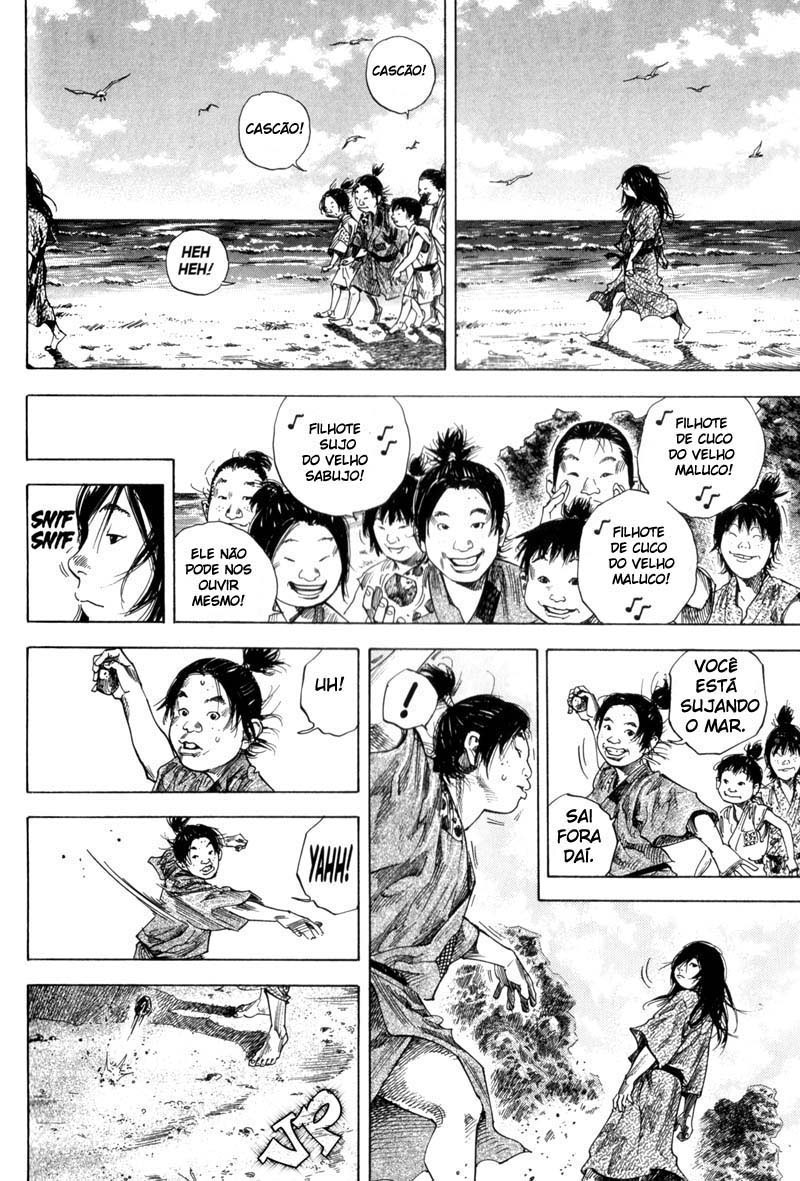 CASCÃO!
CASCÃO!
HEH
HEH!
FILHOTE
DE CUCO
DO VELHO
MALUCO!
FILHOTE
DE CUCO
DO VELHO
MALUCO!
FILHOTE
SUJO
DO VELHO
SABUJO!
ELE NÃO
PODE NOS
OUVIR
MESMO!
SNIF
SNIF
VOCÊ
ESTÁ
SUJANDO
O MAR.
SAI
FORA
DAÍ.
!
UH!
YAHH!
VP